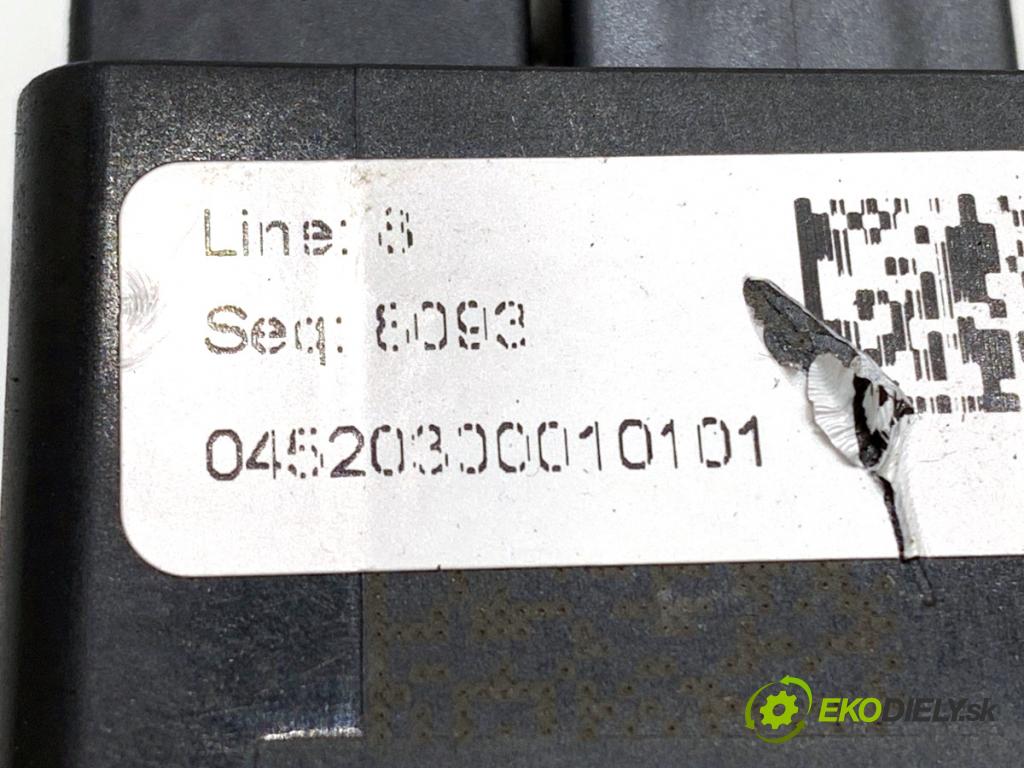 Line: 8
Seq: 6093
04520300010101
EKODIELY.sk